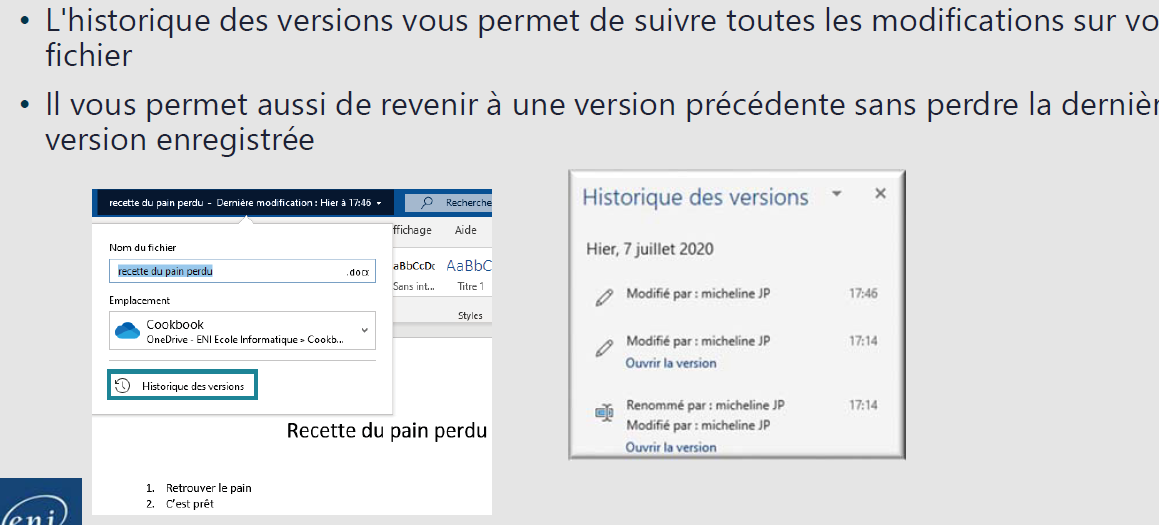 • L'historique des versions vous permet de suivre toutes les modifications sur vo
fichier
• Il vous permet aussi de revenir à une version précédente sans perdre la dernièr
version enregistrée
recette du pain perdu - Dernière modification : Hier à 17:46
Recherche
Nom du fichier
recette du pain perdu
.docx
Emplacement
Cookbook
OneDrive - ENI Ecole Informatique » Cookb...
Historique des versions
ffichage Aide
aBbCcDc AaBbC
Sans int... Titre 1
Styles
Recette du pain perdu
1. Retrouver le pain
2. C'est prêt
Historique des versions
Hier, 7 juillet 2020
Modifié par : micheline JP 17:46
Modifié par : micheline JP 17:14
Ouvrir la version
Renommé par : micheline JP 17:14
Modifié par : micheline JP
Ouvrir la version
eni